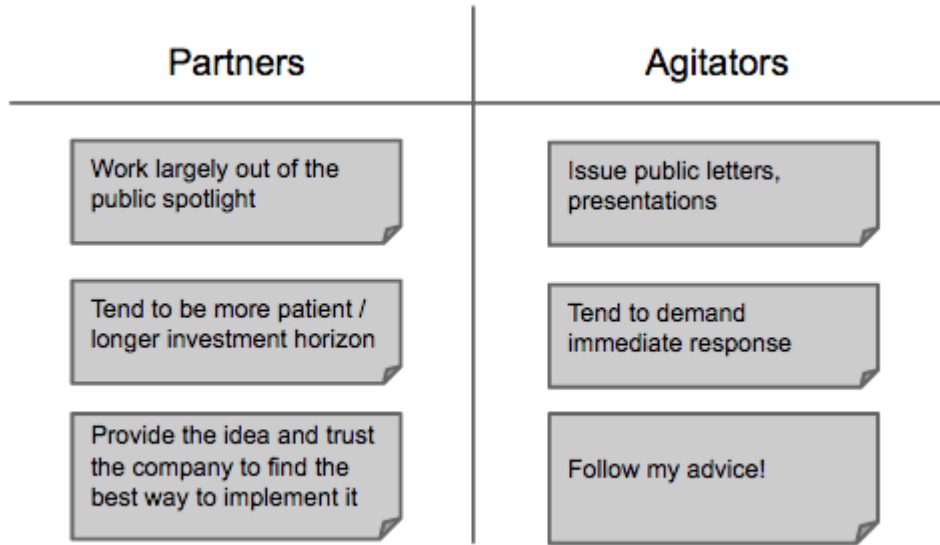 Partners
Agitators
Work largely out of the
public spotlight
Issue public letters,
presentations
Tend to be more patient /
longer investment horizon
Tend to demand
immediate response
Provide the idea and trust
the company to find the
best way to implement it
Follow my advice!